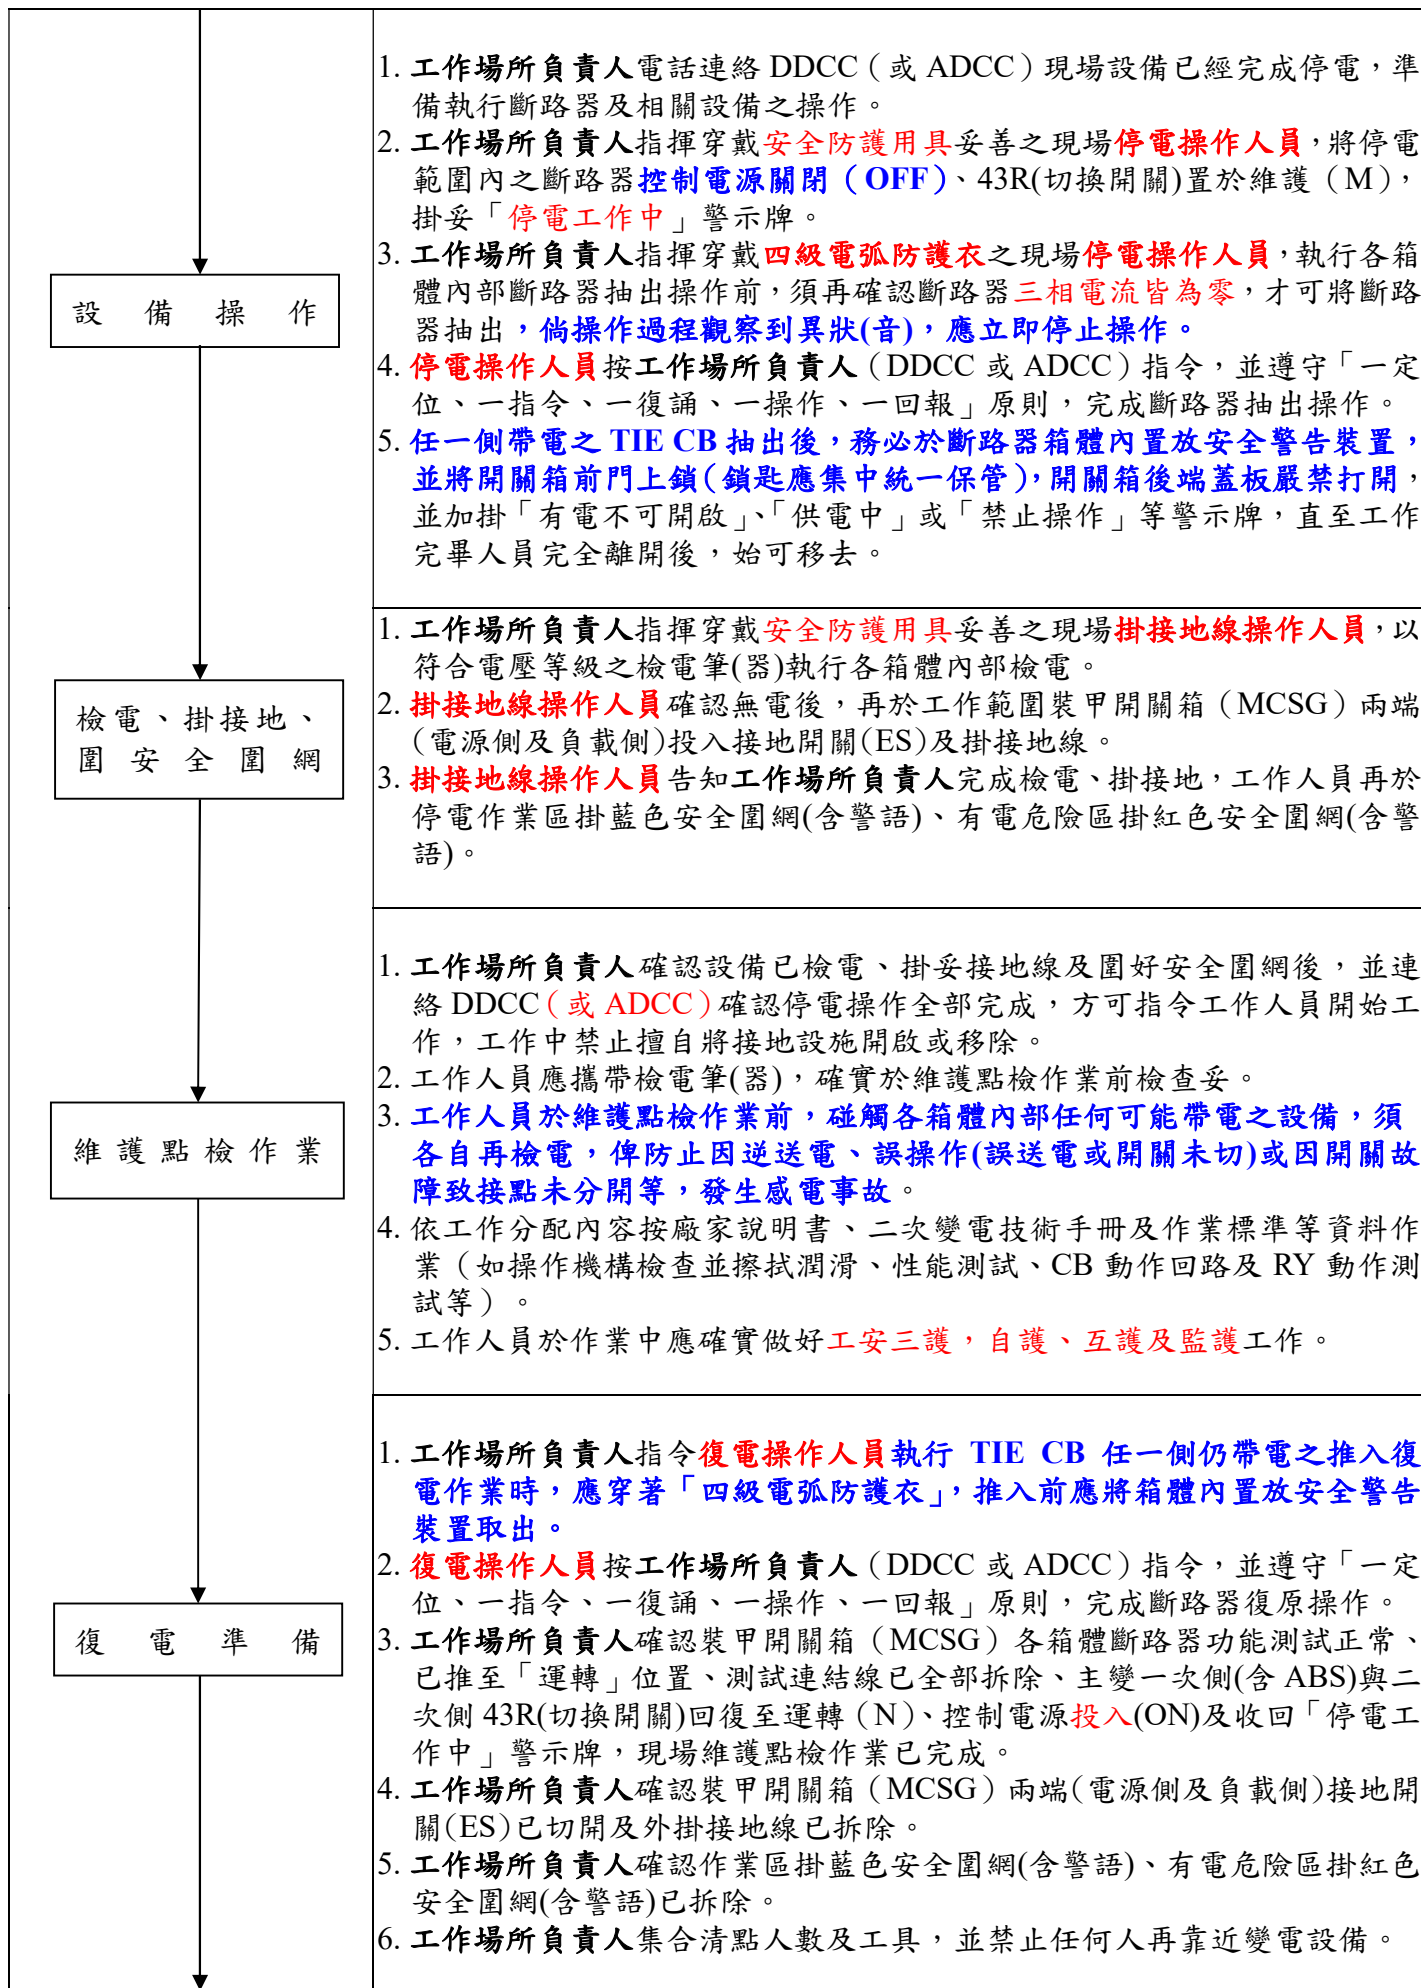 設備操作
1. 工作場所負責人電話連絡 DDCC（或 ADCC）現場設備已經完成停電，準
備執行斷路器及相關設備之操作。
2. 工作場所負責人指揮穿戴安全防護用具妥善之現場停電操作人員，將停電
範圍內之斷路器控制電源關閉（OFF）、43R(切換開關)置於維護（M），
掛妥「停電工作中」警示牌。
3. 工作場所負責人指揮穿戴四級電弧防護衣之現場停電操作人員，執行各箱
體內部斷路器抽出操作前，須再確認斷路器三相電流皆為零，才可將斷路
器抽出，倘操作過程觀察到異狀(音)，應立即停止操作。
4. 停電操作人員按工作場所負責人（DDCC 或 ADCC）指令，並遵守「一定
位、一指令、一復誦、一操作、一回報」原則，完成斷路器抽出操作。
5. 任一側帶電之 TIE CB 抽出後，務必於斷路器箱體內置放安全警告裝置，
並將開關箱前門上鎖(鎖匙應集中統一保管)，開關箱後端蓋板嚴禁打開，
並加掛「有電不可開啟」、「供電中」或「禁止操作」等警示牌，直至工作
完畢人員完全離開後，始可移去。
檢電、掛接地、
圍安全圍網
1. 工作場所負責人指揮穿戴安全防護用具妥善之現場掛接地線操作人員，以
符合電壓等級之檢電筆(器)執行各箱體內部檢電。
2. 掛接地線操作人員確認無電後，再於工作範圍裝甲開關箱（MCSG）兩端
(電源側及負載側)投入接地開關(ES)及掛接地線。
3. 掛接地線操作人員告知工作場所負責人完成檢電、掛接地，工作人員再於
停電作業區掛藍色安全圍網(含警語)、有電危險區掛紅色安全圍網(含警
語)。
維護點檢作業
1. 工作場所負責人確認設備已檢電、掛妥接地線及圍好安全圍網後，並連
絡 DDCC（或 ADCC）確認停電操作全部完成，方可指令工作人員開始工
作，工作中禁止擅自將接地設施開啟或移除。
2. 工作人員應攜帶檢電筆(器)，確實於維護點檢作業前檢查妥。
3. 工作人員於維護點檢作業前，碰觸各箱體內部任何可能帶電之設備，須
各自再檢電，俾防止因逆送電、誤操作(誤送電或開關未切)或因開關故
障致接點未分開等，發生感電事故。
4. 依工作分配內容按廠家說明書、二次變電技術手冊及作業標準等資料作
業（如操作機構檢查並擦拭潤滑、性能測試、CB 動作回路及 RY 動作測
試等）。
5. 工作人員於作業中應確實做好工安三護，自護、互護及監護工作。
復電準備
1. 工作場所負責人指令復電操作人員執行 TIE CB 任一側仍帶電之推入復
電作業時，應穿著「四級電弧防護衣」，推入前應將箱體內置放安全警告
裝置取出。
2. 復電操作人員按工作場所負責人（DDCC 或 ADCC）指令，並遵守「一定
位、一指令、一復誦、一操作、一回報」原則，完成斷路器復原操作。
3. 工作場所負責人確認裝甲開關箱（MCSG）各箱體斷路器功能測試正常、
已推至「運轉」位置、測試連結線已全部拆除、主變一次側(含 ABS)與二
次側 43R(切換開關)回復至運轉（N）、控制電源投入(ON)及收回「停電工
作中」警示牌，現場維護點檢作業已完成。
4. 工作場所負責人確認裝甲開關箱（MCSG）兩端(電源側及負載側)接地開
關(ES)已切開及外掛接地線已拆除。
5. 工作場所負責人確認作業區掛藍色安全圍網(含警語)、有電危險區掛紅色
安全圍網(含警語)已拆除。
6. 工作場所負責人集合清點人數及工具，並禁止任何人再靠近變電設備。